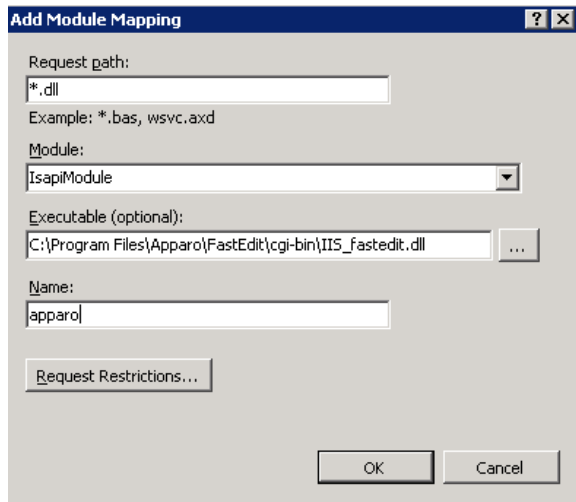 Add Module Mapping
Request path:
*.dll
Example: *.bas, wsvc.axd
Module:
IsapiModule
Executable (optional):
C:\Program Files\Apparo\FastEdit\cgi-bin\IIS_fastedit.dll
...
Name:
apparo
Request Restrictions...
OK Cancel